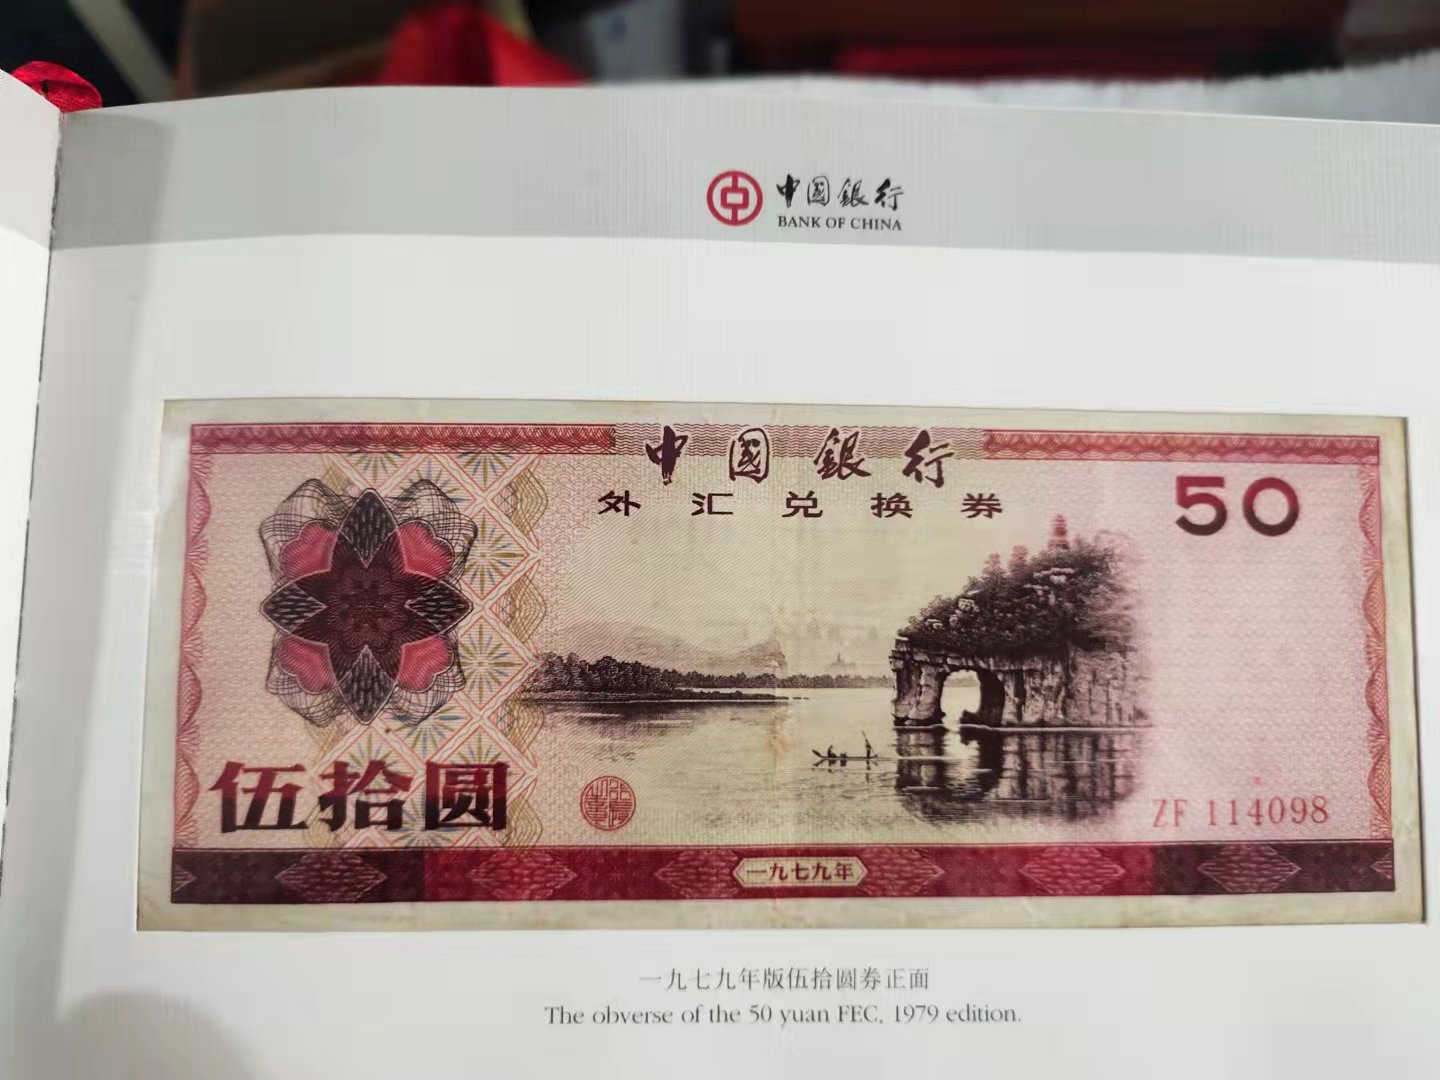 中國銀行
BANK OF CHINA
中國銀行
外汇兑换券
50
伍拾圆
ZF 114098
一九七九年
一九七九年版伍拾圆券正面
The obverse of the 50 yuan FEC, 1979 edition.